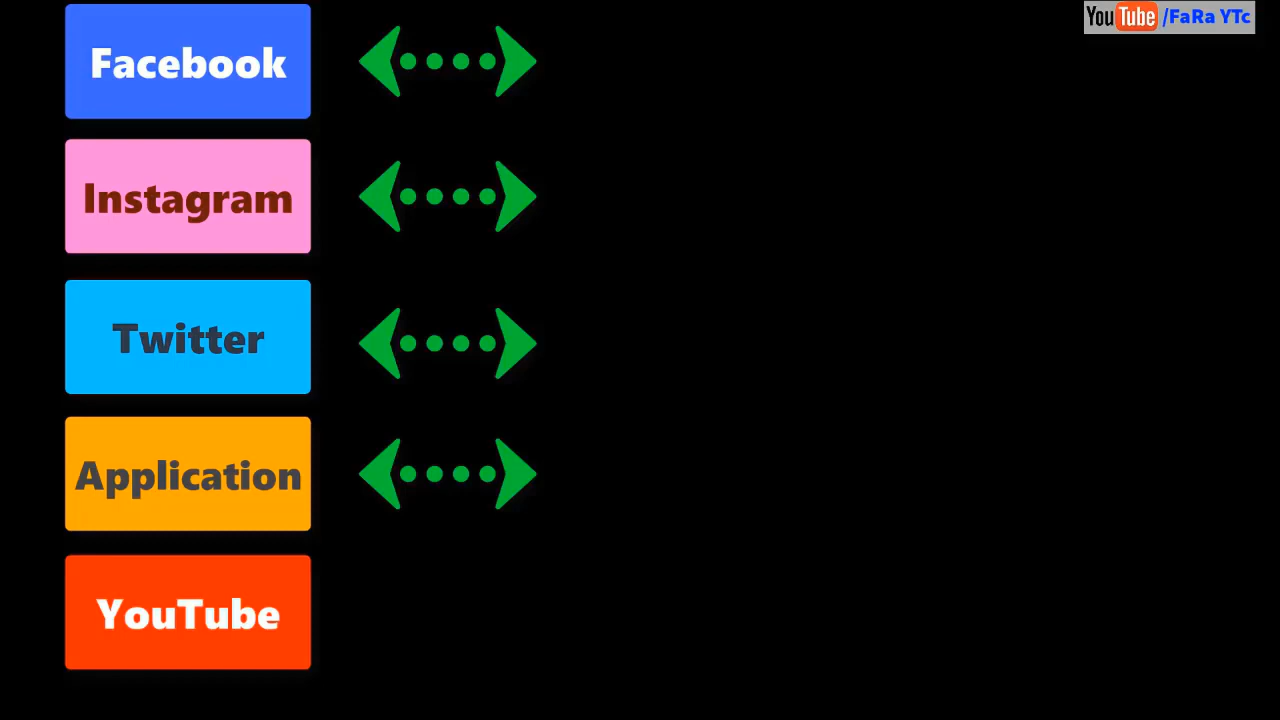 Facebook
YouTube /FaRa YTc
Instagram
Twitter
Application
YouTube